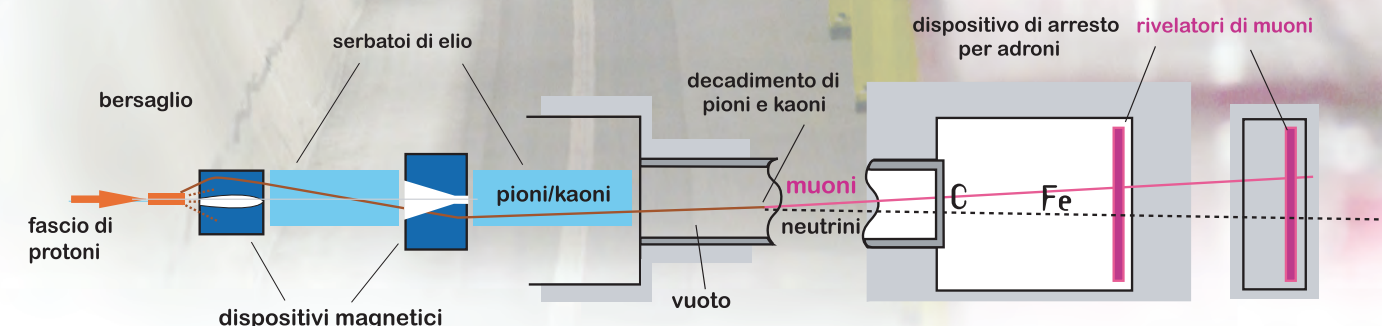 serbatoi di elio
bersaglio
fascio di
protoni
dispositivi magnetici
pioni/kaoni
decadimento di
pioni e kaoni
vuoto
muoni
neutrini
dispositivo di arresto
per adroni
rivelatori di muoni
C
Fe